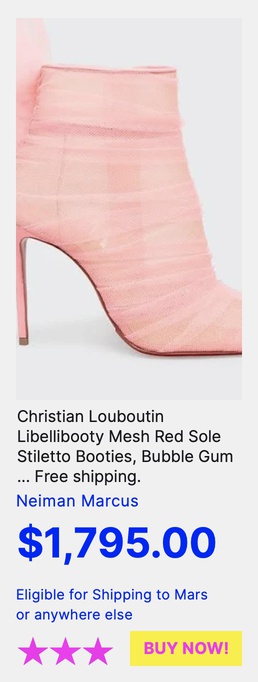 Christian Louboutin
Libellibooty Mesh Red Sole
Stiletto Booties, Bubble Gum
... Free shipping.
Neiman Marcus
$1,795.00
Eligible for Shipping to Mars
or anywhere else
BUY NOW!